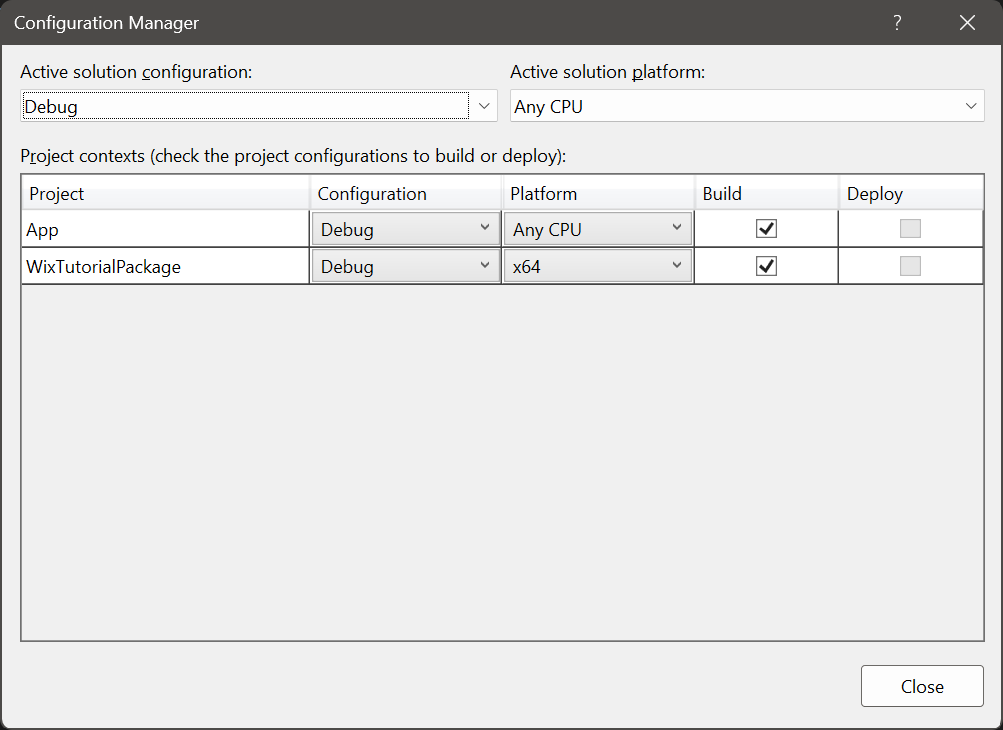 Configuration Manager ?
Active solution configuration: Active solution platform:
Debug Any CPU
Project contexts (check the project configurations to build or deploy):
Project Configuration Platform Build Deploy
App Debug Any CPU
WixTutorialPackage Debug x64
Close